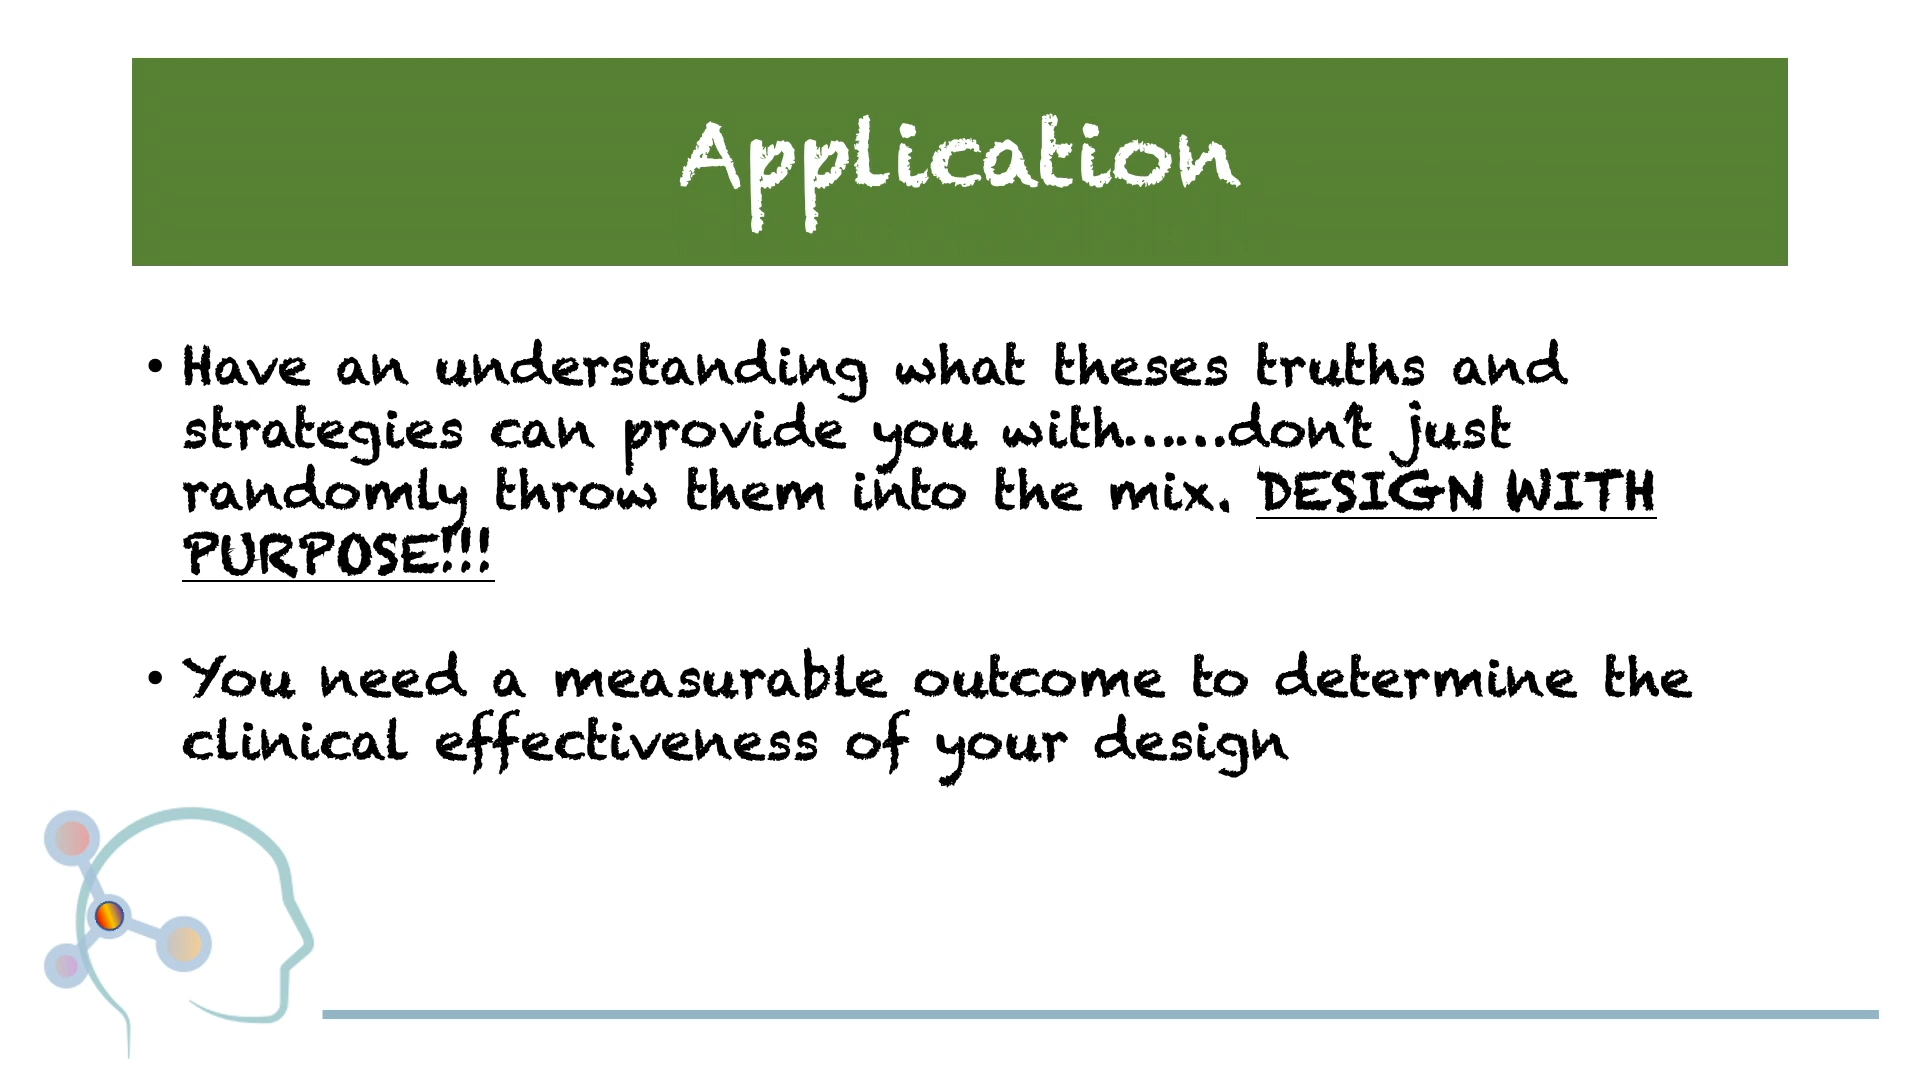 Application
• Have an understanding what theses truths and
strategies can provide you with……don't just
randomly throw them into the mix. DESIGN WITH
PURPOSE!!!
• You need a measurable outcome to determine the
clinical effectiveness of your design